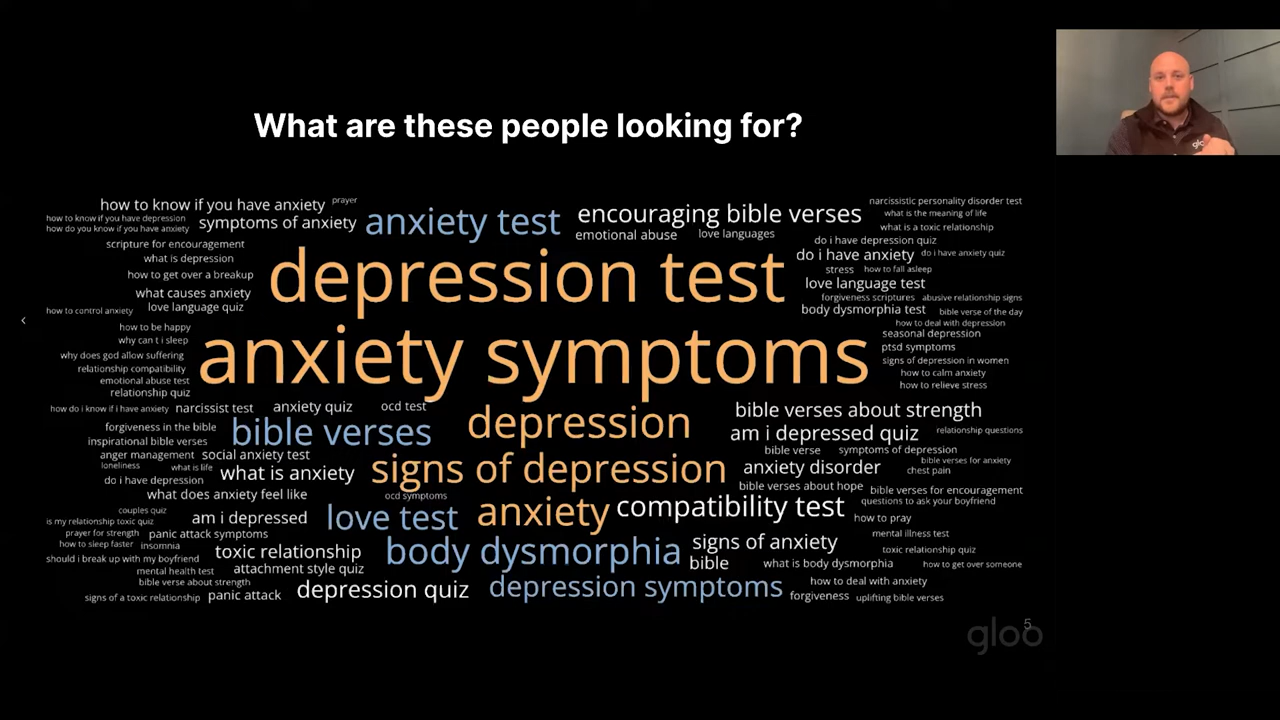 What are these people looking for?
how to know if you have anxiety
prayer
how to know if you have depression
how do you know if you have anxiety
symptoms of anxiety
anxiety test
encouraging bible verses
emotional abuse
love languages
narcissistic personality disorder test
what is the meaning of life
what is a toxic relationship
do i have depression quiz
scripture for encouragement
what is depression
how to get over a breakup
what causes anxiety
love language quiz
how to control anxiety
depression test
do i have anxiety
do i have anxiety quiz
stress
how to fall asleep
love language test
forgiveness scriptures
abusive relationship signs
body dysmorphia test
bible verse of the day
how to deal with depression
seasonal depression
how to be happy
why can t i sleep
why does god allow suffering
relationship compatibility
emotional abuse test
relationship quiz
anxiety symptoms
ptsd symptoms
signs of depression in women
how to calm anxiety
how to relieve stress
how do i know if i have anxiety
narcissist test
anxiety quiz
ocd test
depression
bible verses about strength
forgiveness in the bible
inspirational bible verses
bible verses
am i depressed quiz
relationship questions
anger management
social anxiety test
loneliness
what is life
do i have depression
what is anxiety
signs of depression
bible verse
symptoms of depression
anxiety disorder
bible verses for anxiety
chest pain
what does anxiety feel like
ocd symptoms
bible verses about hope
bible verses for encouragement
questions to ask your boyfriend
couples quiz
is my relationship toxic quiz
am i depressed
love test
anxiety
compatibility test
how to pray
prayer for strength
panic attack symptoms
how to sleep faster
insomnia
should i break up with my boyfriend
toxic relationship
body dysmorphia
signs of anxiety
mental illness test
toxic relationship quiz
bible
what is body dysmorphia
how to get over someone
mental health test
attachment style quiz
bible verse about strength
signs of a toxic relationship
panic attack
depression quiz
depression symptoms
how to deal with anxiety
forgiveness
uplifting bible verses
5
gloo
glo